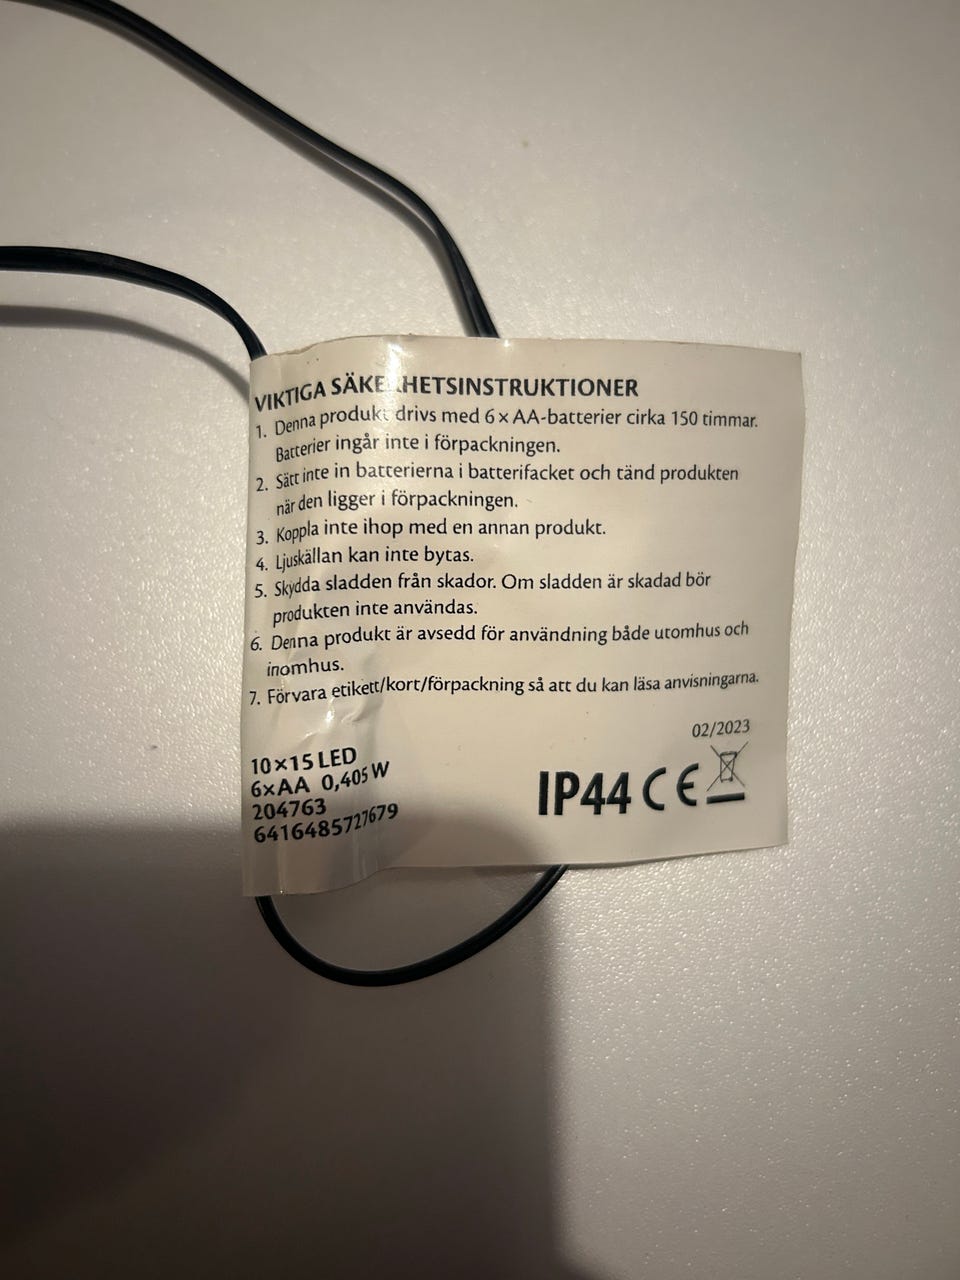 VIKTIGA SÄKERHETSINSTRUKTIONER
1. Denna produkt drivs med 6 x AA-batterier cirka 150 timmar.
Batterier ingår inte i förpackningen.
2. Sätt inte in batterierna i batterifacket och tänd produkten
när den ligger i förpackningen.
3. Koppla inte ihop med en annan produkt.
4. Ljuskällan kan inte bytas.
5. Skydda sladden från skador. Om sladden är skadad bör
produkten inte användas.
6. Denna produkt är avsedd för användning både utomhus och
inomhus.
7. Förvara etikett/kort/förpackning så att du kan läsa anvisningarna.
02/2023
10×15 LED
6×AA 0,405 W
204763
6416485727679
IP44 CE